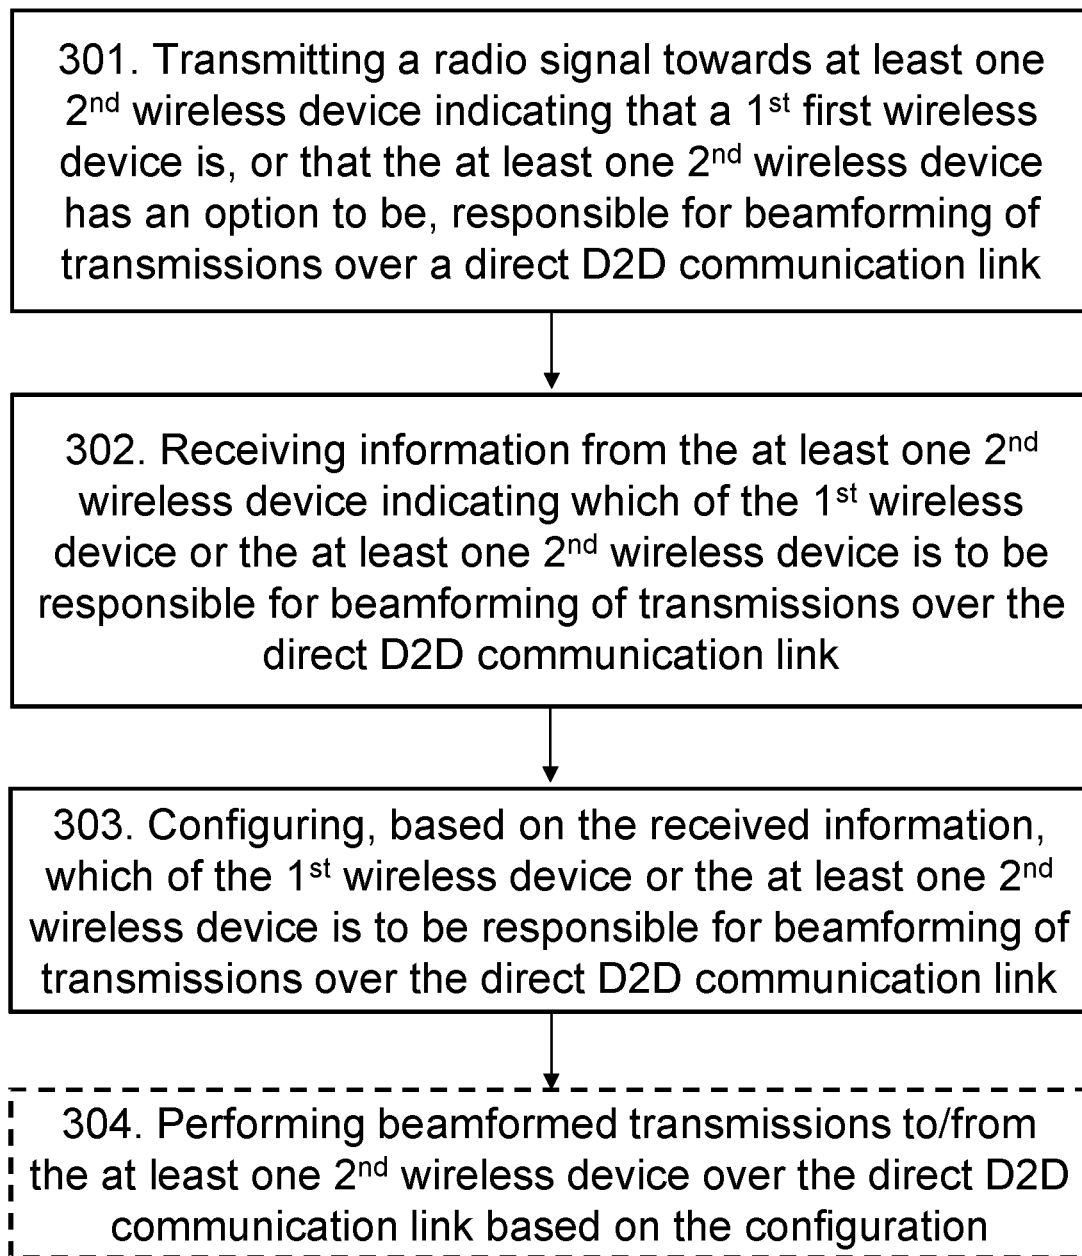 301. Transmitting a radio signal towards at least one
2nd wireless device indicating that a 1st first wireless
device is, or that the at least one 2nd wireless device
has an option to be, responsible for beamforming of
transmissions over a direct D2D communication link
302. Receiving information from the at least one 2nd
wireless device indicating which of the 1st wireless
device or the at least one 2nd wireless device is to be
responsible for beamforming of transmissions over the
direct D2D communication link
303. Configuring, based on the received information,
which of the 1st wireless device or the at least one 2nd
wireless device is to be responsible for beamforming of
transmissions over the direct D2D communication link
304. Performing beamformed transmissions to/from
the at least one 2nd wireless device over the direct D2D
communication link based on the configuration